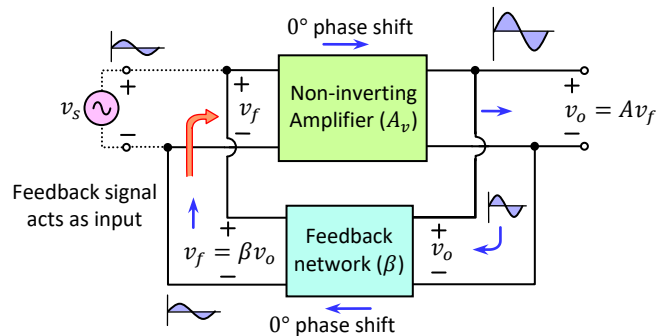 0° phase shift
+
v_s
−
+
v_f
−
Non-inverting
Amplifier (A_v)
+
v_o = Av_f
−
Feedback signal
acts as input
+
v_f = βv_o
−
Feedback
network (β)
+
v_o
−
0° phase shift